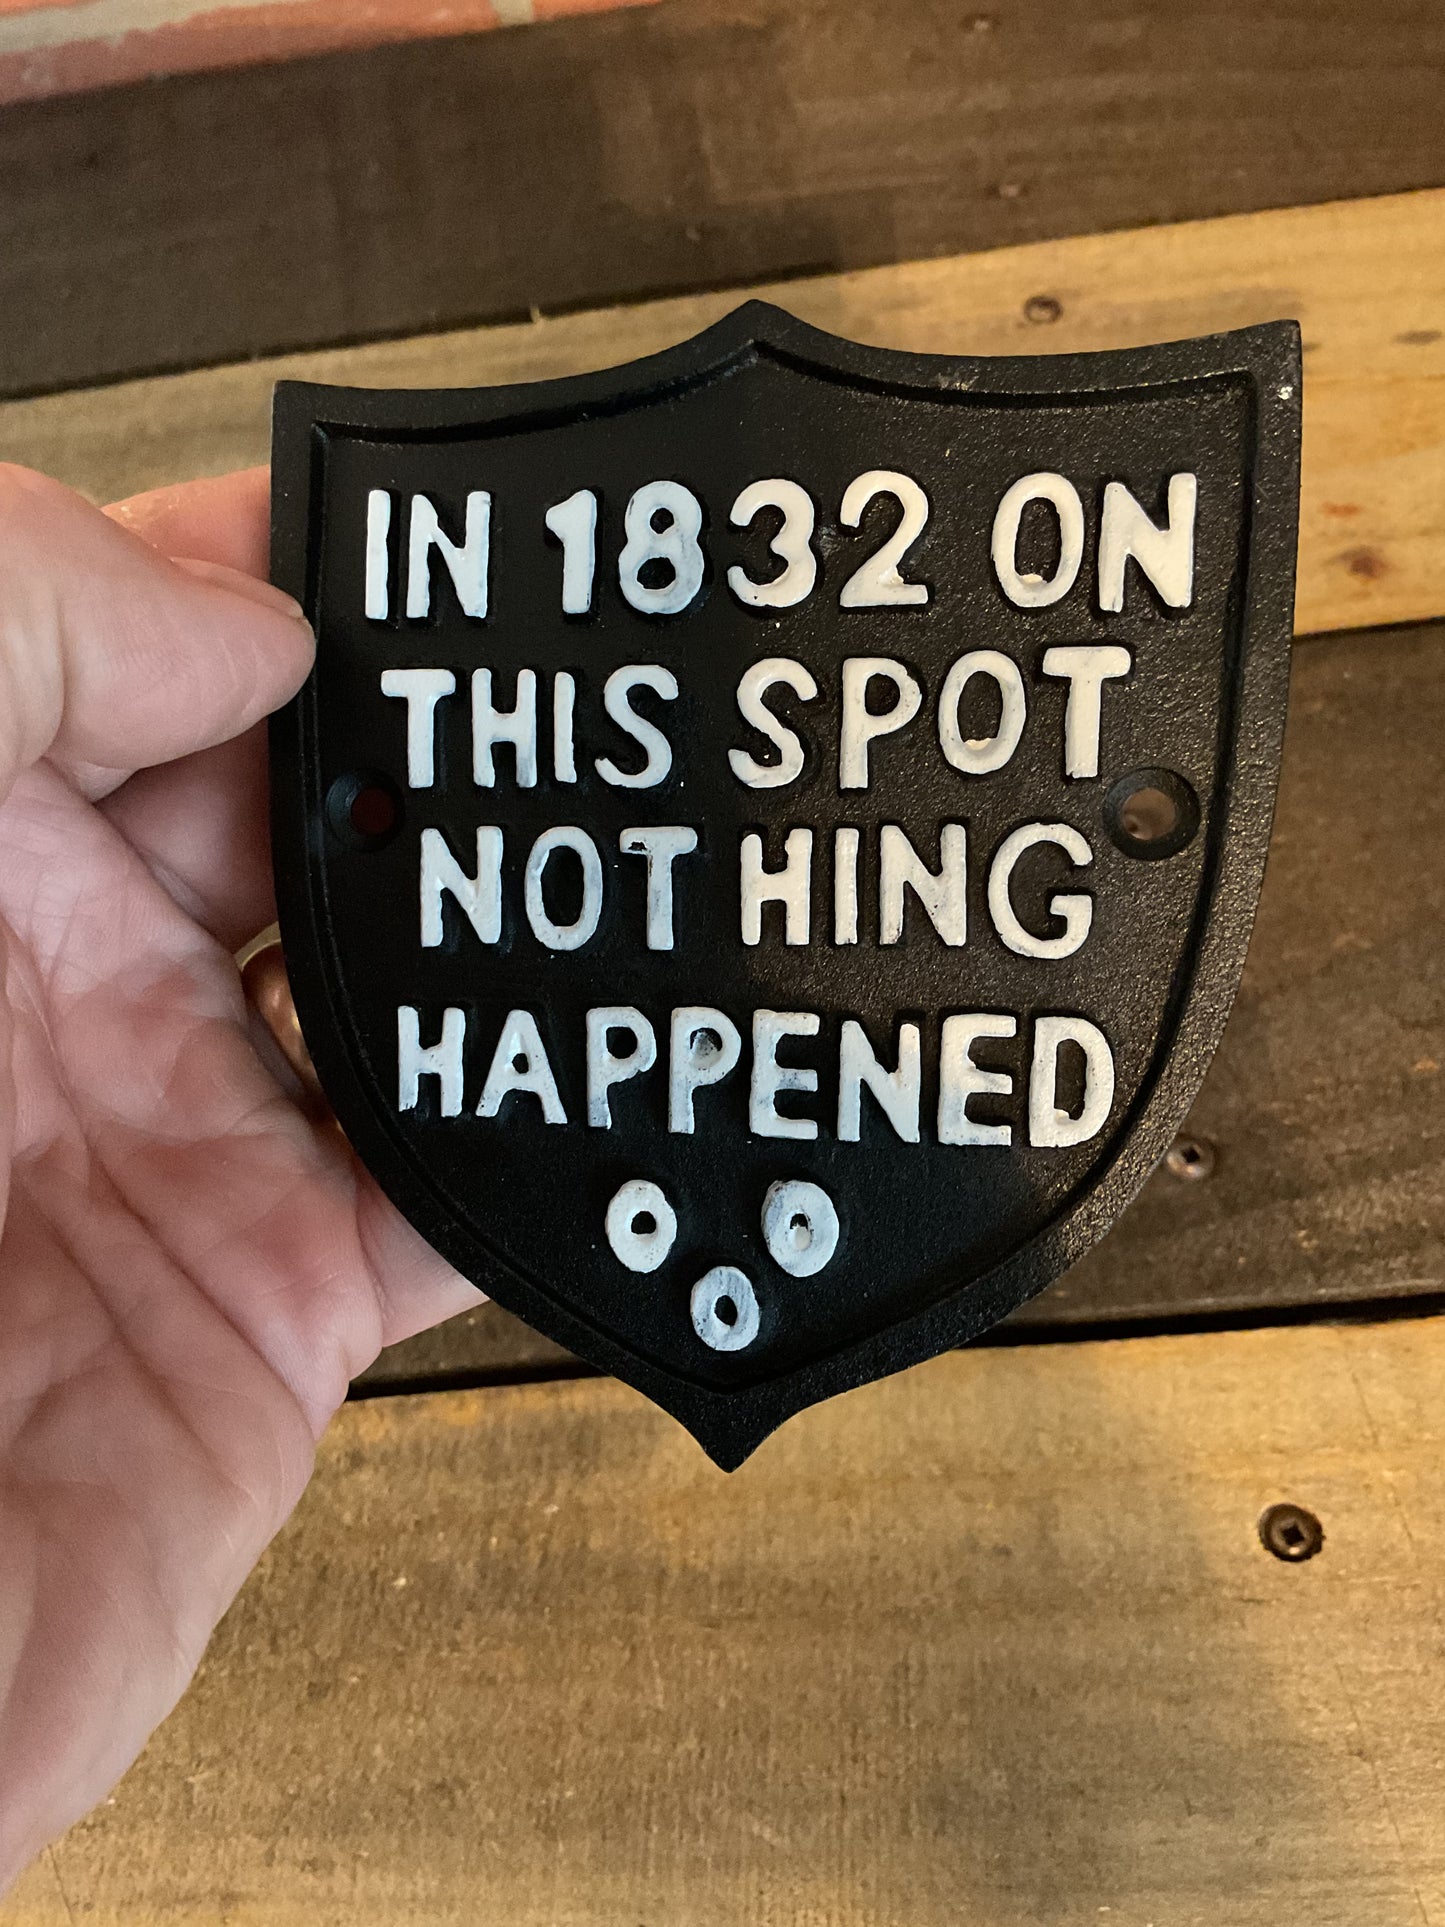 IN 1832 ON
THIS SPOT
NOT HING
HAPPENED